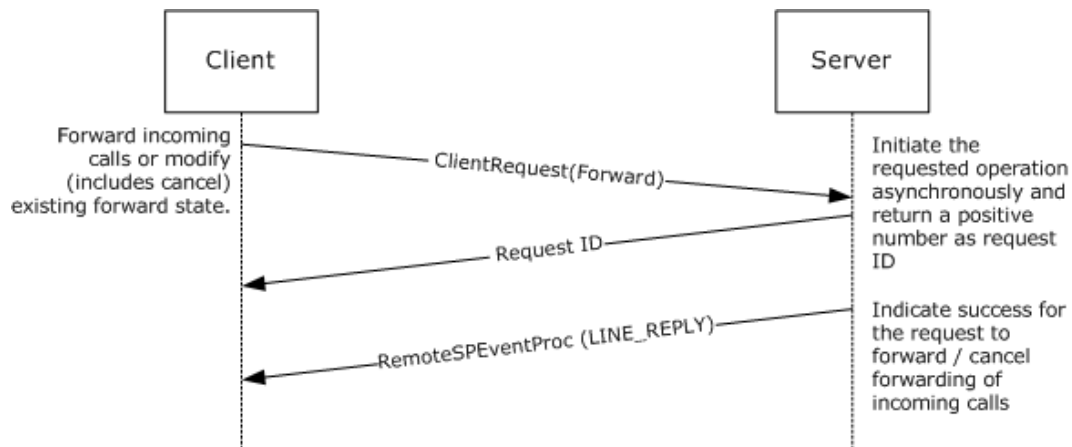 Client
Server
Forward incoming
calls or modify
(includes cancel)
existing forward state.
ClientRequest(Forward)
Initiate the
requested operation
asynchronously and
return a positive
number as request
ID
Request ID
RemoteSPEventProc (LINE_REPLY)
Indicate success for
the request to
forward / cancel
forwarding of
incoming calls